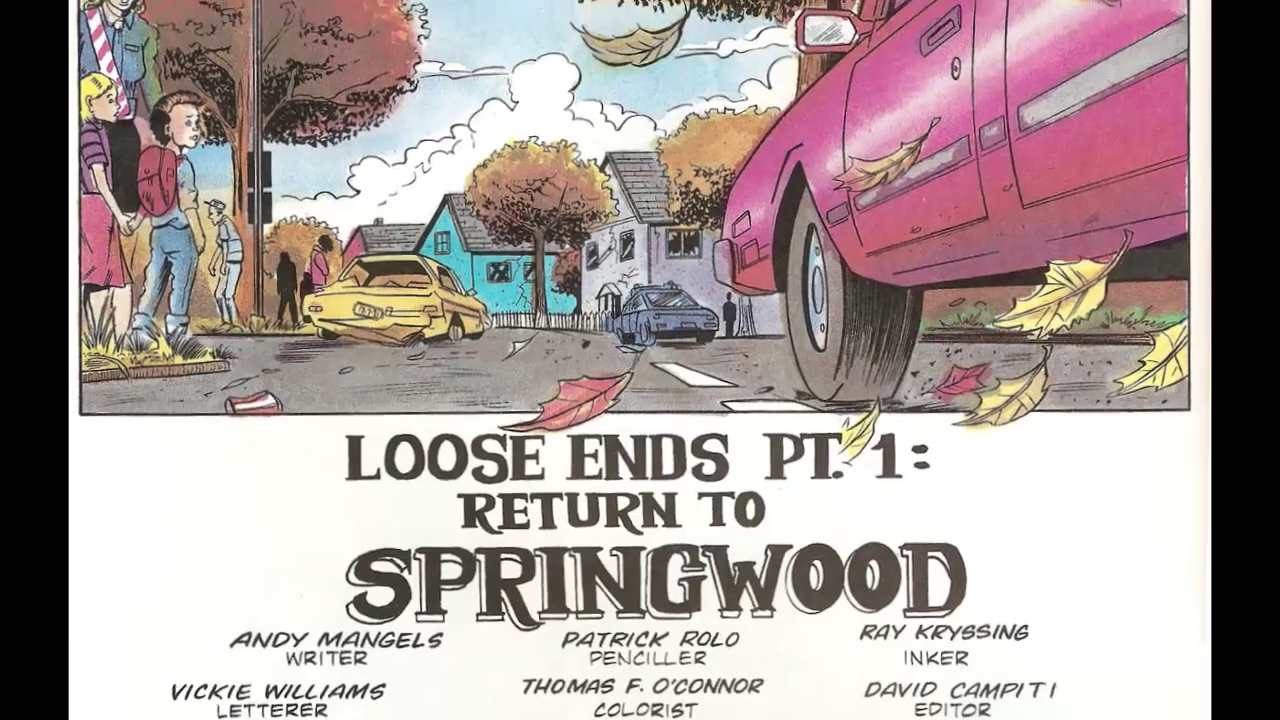 LOOSE ENDS PT. 1:
RETURN TO
SPRINGWOOD
ANDY MANGELS PATRICK ROLO RAY KRYSSING
WRITER PENCILLER INKER
VICKIE WILLIAMS THOMAS F. O'CONNOR DAVID CAMPITI
LETTERER COLORIST EDITOR